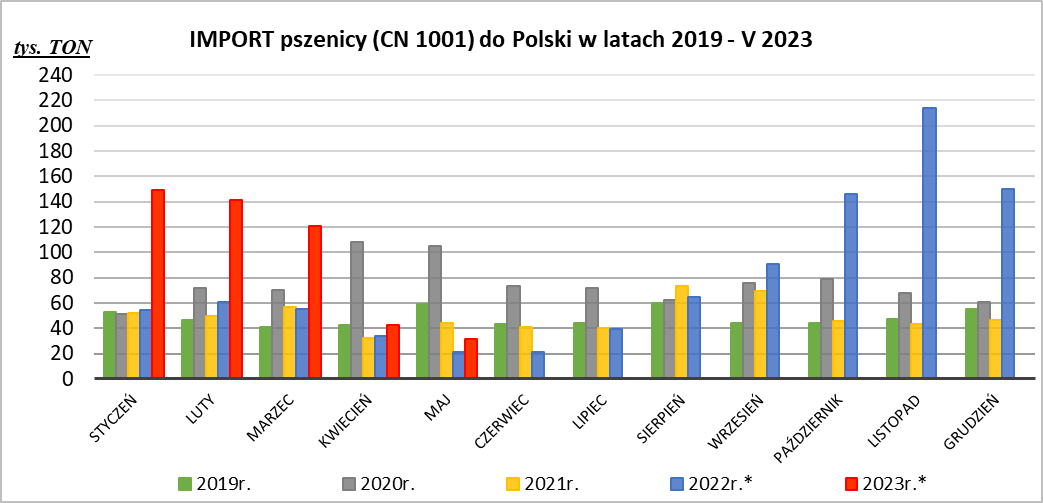 IMPORT pszenicy (CN 1001) do Polski w latach 2019 - V 2023
tys. TON
240
220
200
180
160
140
120
100
80
60
40
20
0
STYCZEŃ
LUTY
MARZEC
KWIECIEŃ
MAJ
CZERWIEC
LIPIEC
SIERPIEŃ
WRZESIEŃ
PAŹDZIERNIK
LISTOPAD
GRUDZIEŃ
2019r. 2020r. 2021r. 2022r.* 2023r.*